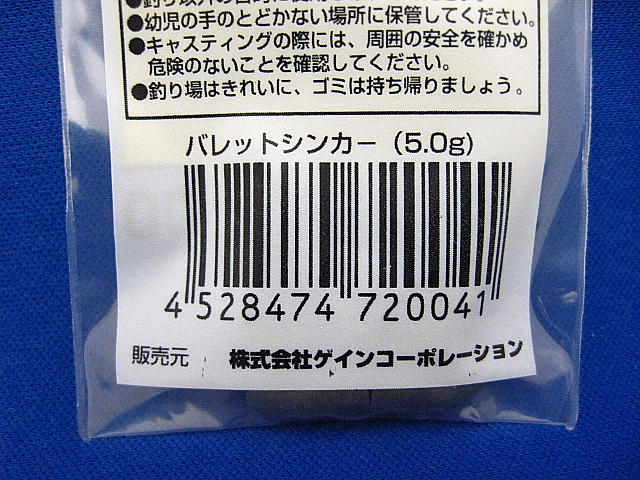 ●幼児の手のとどかない場所に保管してください。
●キャスティングの際には、周囲の安全を確かめ
危険のないことを確認してください。
●釣り場はきれいに、ゴミは持ち帰りましょう。
バレットシンカー（5.0g）
4 528474 720041
販売元 株式会社ゲインコーポレーション